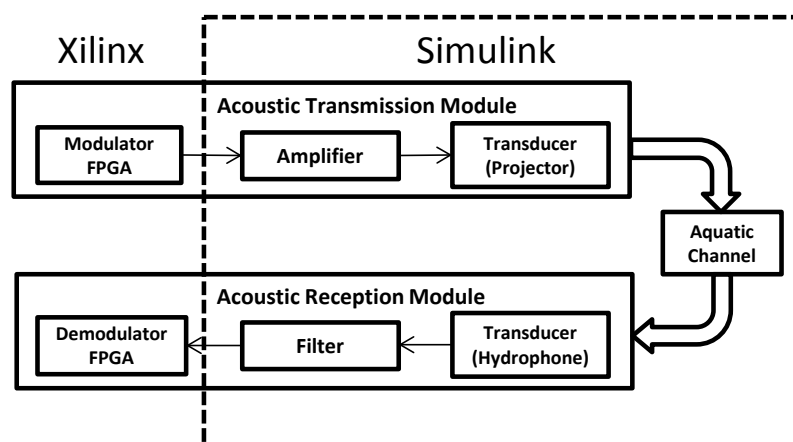 Xilinx
Simulink
Acoustic Transmission Module
Modulator
FPGA
Amplifier
Transducer
(Projector)
Aquatic
Channel
Acoustic Reception Module
Demodulator
FPGA
Filter
Transducer
(Hydrophone)